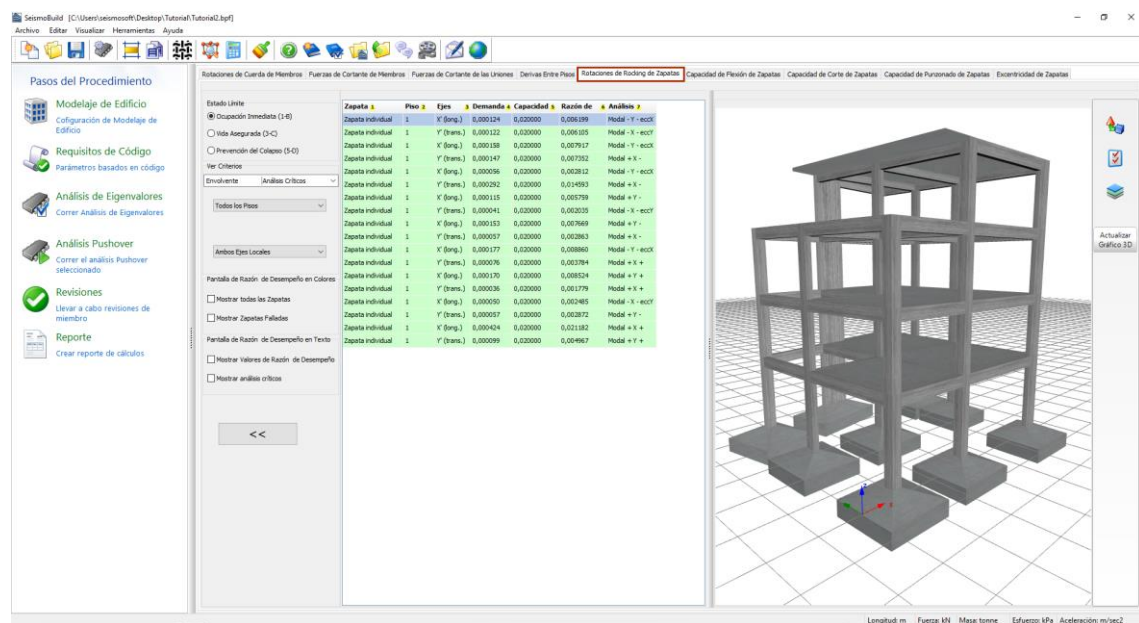 SeismoBuild [C:\Users\seismosoft\Desktop\Tutorial\Tutorial2.bpf]
Archivo Editar Visualizar Herramientas Ayuda
Pasos del Procedimiento
Modelaje de Edificio
Cofiguración de Modelaje de
Edificio
Requisitos de Código
Parámetros basados en código
Análisis de Eigenvalores
Correr Análisis de Eigenvalores
Análisis Pushover
Correr el análisis Pushover
seleccionado
Revisiones
Llevar a cabo revisiones de
miembro
Reporte
Crear reporte de cálculos
Rotaciones de Cuerda de Miembros Fuerzas de Cortante de Miembros Fuerzas de Cortante de las Uniones Derivas Entre Pisos Rotaciones de Rocking de Zapatas Capacidad de Flexión de Zapatas Capacidad de Corte de Zapatas Capacidad de Punzonado de Zapatas Excentricidad de Zapatas
Estado Límite
Ocupación Inmediata (1-B)
Vida Asegurada (3-C)
Prevención del Colapso (5-D)
Ver Criterios
Envolvente Análisis Críticos
Todos los Pisos
Ambos Ejes Locales
Pantalla de Razón de Desempeño en Colores
Mostrar todas las Zapatas
Mostrar Zapatas Falladas
Pantalla de Razón de Desempeño en Texto
Mostrar Valores de Razón de Desempeño
Mostrar análisis críticos
<<
Zapata 1 Piso 2 Ejes 3 Demanda 4 Capacidad 5 Razón de 6 Análisis 7
Zapata individual 1 X' (long.) 0,000124 0,020000 0,006199 Modal - Y - eccX
Zapata individual 1 Y' (trans.) 0,000122 0,020000 0,006105 Modal - X - eccY
Zapata individual 1 X' (long.) 0,000158 0,020000 0,007917 Modal - Y - eccX
Zapata individual 1 Y' (trans.) 0,000147 0,020000 0,007352 Modal + X -
Zapata individual 1 X' (long.) 0,000056 0,020000 0,002812 Modal - Y - eccX
Zapata individual 1 Y' (trans.) 0,000292 0,020000 0,014593 Modal + X -
Zapata individual 1 X' (long.) 0,000115 0,020000 0,005759 Modal + Y -
Zapata individual 1 Y' (trans.) 0,000041 0,020000 0,002035 Modal - X - eccY
Zapata individual 1 X' (long.) 0,000153 0,020000 0,007669 Modal + Y -
Zapata individual 1 Y' (trans.) 0,000057 0,020000 0,002863 Modal + X -
Zapata individual 1 X' (long.) 0,000177 0,020000 0,008860 Modal - Y - eccX
Zapata individual 1 Y' (trans.) 0,000076 0,020000 0,003784 Modal + X +
Zapata individual 1 X' (long.) 0,000170 0,020000 0,008524 Modal + Y +
Zapata individual 1 Y' (trans.) 0,000036 0,020000 0,001779 Modal + X +
Zapata individual 1 X' (long.) 0,000050 0,020000 0,002485 Modal - X - eccY
Zapata individual 1 Y' (trans.) 0,000057 0,020000 0,002872 Modal + Y -
Zapata individual 1 X' (long.) 0,000424 0,020000 0,021182 Modal + X +
Zapata individual 1 Y' (trans.) 0,000099 0,020000 0,004967 Modal + Y +
Actualizar
Gráfico 3D
Longitud: m Fuerza: kN Masa: tonne Esfuerzo: kPa Aceleración: m/sec2